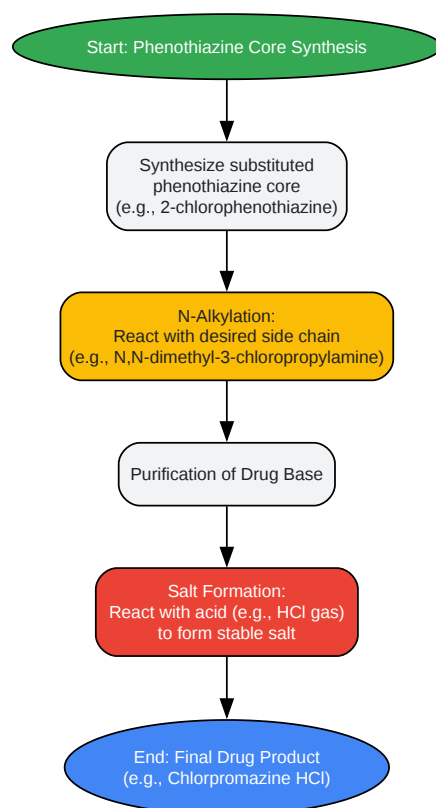 Start: Phenothiazine Core Synthesis
Synthesize substituted
phenothiazine core
(e.g., 2-chlorophenothiazine)
N-Alkylation:
React with desired side chain
(e.g., N,N-dimethyl-3-chloropropylamine)
Purification of Drug Base
Salt Formation:
React with acid (e.g., HCl gas)
to form stable salt
End: Final Drug Product
(e.g., Chlorpromazine HCl)